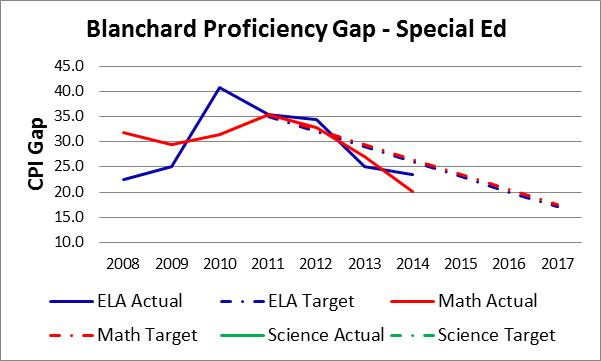 Blanchard Proficiency Gap - Special Ed
45.0
40.0
35.0
30.0
25.0
20.0
15.0
10.0
CPI Gap
2008 2009 2010 2011 2012 2013 2014 2015 2016 2017
ELA Actual ELA Target Math Actual
Math Target Science Actual Science Target